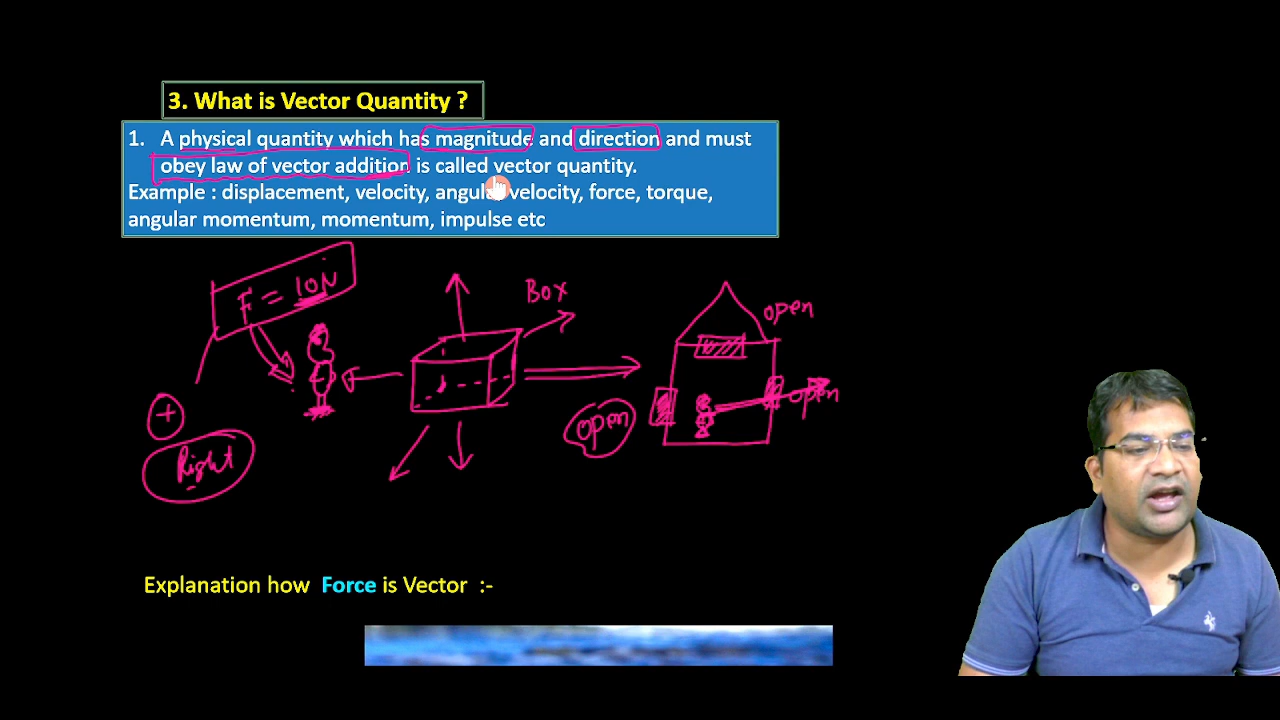 3. What is Vector Quantity ?
1. A physical quantity which has magnitude and direction and must
obey law of vector addition is called vector quantity.
Example : displacement, velocity, angular velocity, force, torque,
angular momentum, momentum, impulse etc
F = 10N
Box
open
open
open
+
Right
Explanation how Force is Vector :-